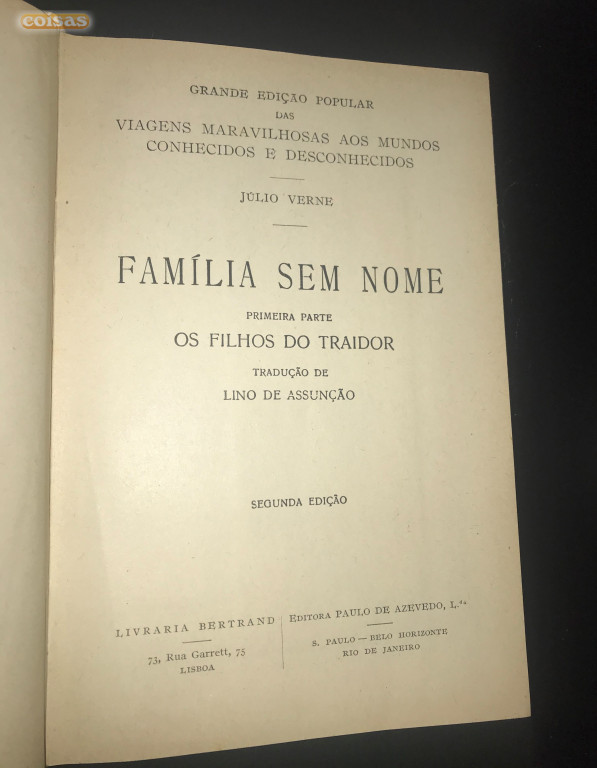 coisas
GRANDE EDIÇÃO POPULAR
DAS
VIAGENS MARAVILHOSAS AOS MUNDOS
CONHECIDOS E DESCONHECIDOS
JÚLIO VERNE
FAMÍLIA SEM NOME
PRIMEIRA PARTE
OS FILHOS DO TRAIDOR
TRADUÇÃO DE
LINO DE ASSUNÇÃO
SEGUNDA EDIÇÃO
LIVRARIA BERTRAND
73, Rua Garrett, 75
LISBOA
EDITORA PAULO DE AZEVEDO, L.da
S. PAULO — BELO HORIZONTE
RIO DE JANEIRO